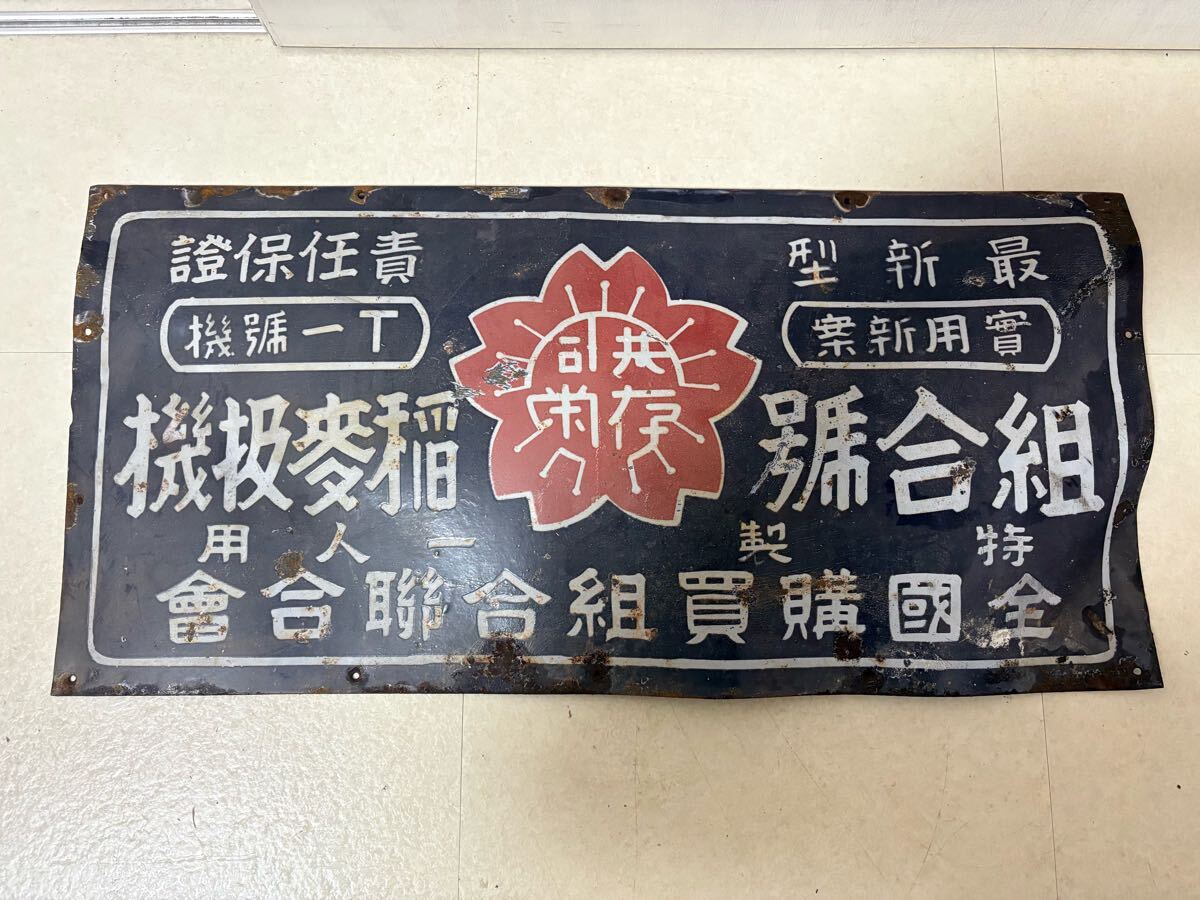 最新型
責任保證
實用新案
T一號機
共存
同栄
組合號
稲麥扱機
特製
一人用
全國購買組合聯合會